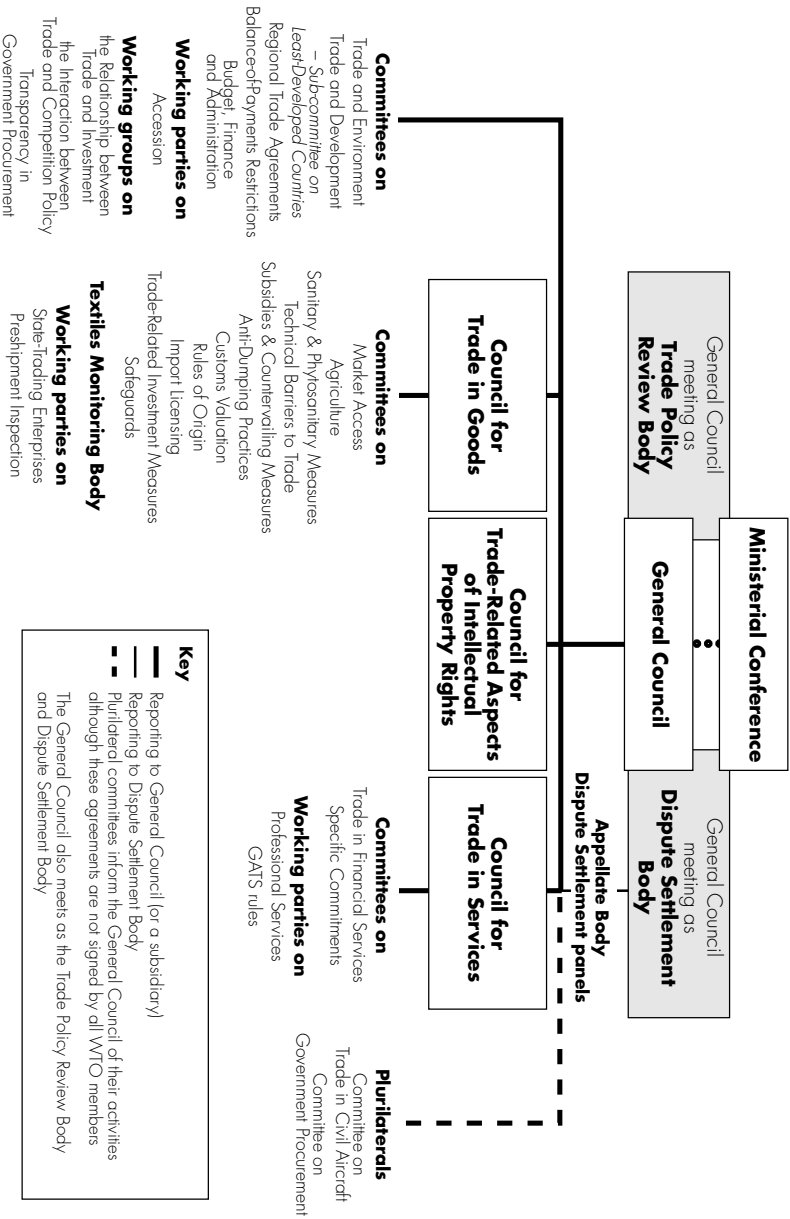 Ministerial Conference
General Council
meeting as
Trade Policy
Review Body
General Council
General Council
meeting as
Dispute Settlement
Body
Appellate Body
Dispute Settlement panels
Council for
Trade in Goods
Council for
Trade-Related Aspects
of Intellectual
Property Rights
Council for
Trade in Services
Committees on
Trade and Environment
Trade and Development
– Sub-committee on
Least-Developed Countries
Regional Trade Agreements
Balance-of-Payments Restrictions
Budget, Finance
and Administration
Working parties on
Accession
Working groups on
the Relationship between
Trade and Investment
the Interaction between
Trade and Competition Policy
Transparency in
Government Procurement
Committees on
Market Access
Agriculture
Sanitary & Phytosanitary Measures
Technical Barriers to Trade
Subsidies & Countervailing Measures
Anti-Dumping Practices
Customs Valuation
Rules of Origin
Import Licensing
Trade-Related Investment Measures
Safeguards
Textiles Monitoring Body
Working parties on
State-Trading Enterprises
Preshipment Inspection
Committees on
Trade in Financial Services
Specific Commitments
Working parties on
Professional Services
GATS rules
Plurilaterals
Committee on
Trade in Civil Aircraft
Committee on
Government Procurement
Key
Reporting to General Council (or a subsidiary)
Reporting to Dispute Settlement Body
Plurilateral committees inform the General Council of their activities
although these agreements are not signed by all WTO members
The General Council also meets as the Trade Policy Review Body
and Dispute Settlement Body